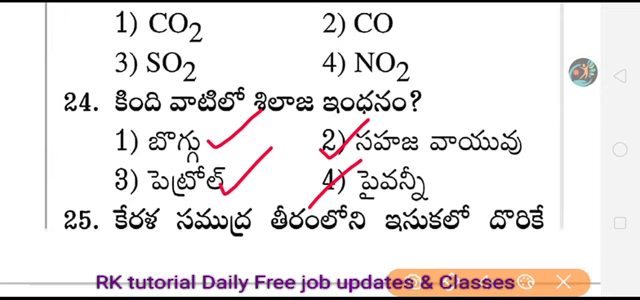 1) CO2 2) CO
3) SO2 4) NO2
24. కింది వాటిలో శిలాజ ఇంధనం?
1) బొగ్గు 2) సహజ వాయువు
3) పెట్రోల్ 4) పైవన్నీ
25. కేరళ సముద్ర తీరంలోని ఇసుకలో దొరికే
RK tutorial Daily Free job updates & Classes